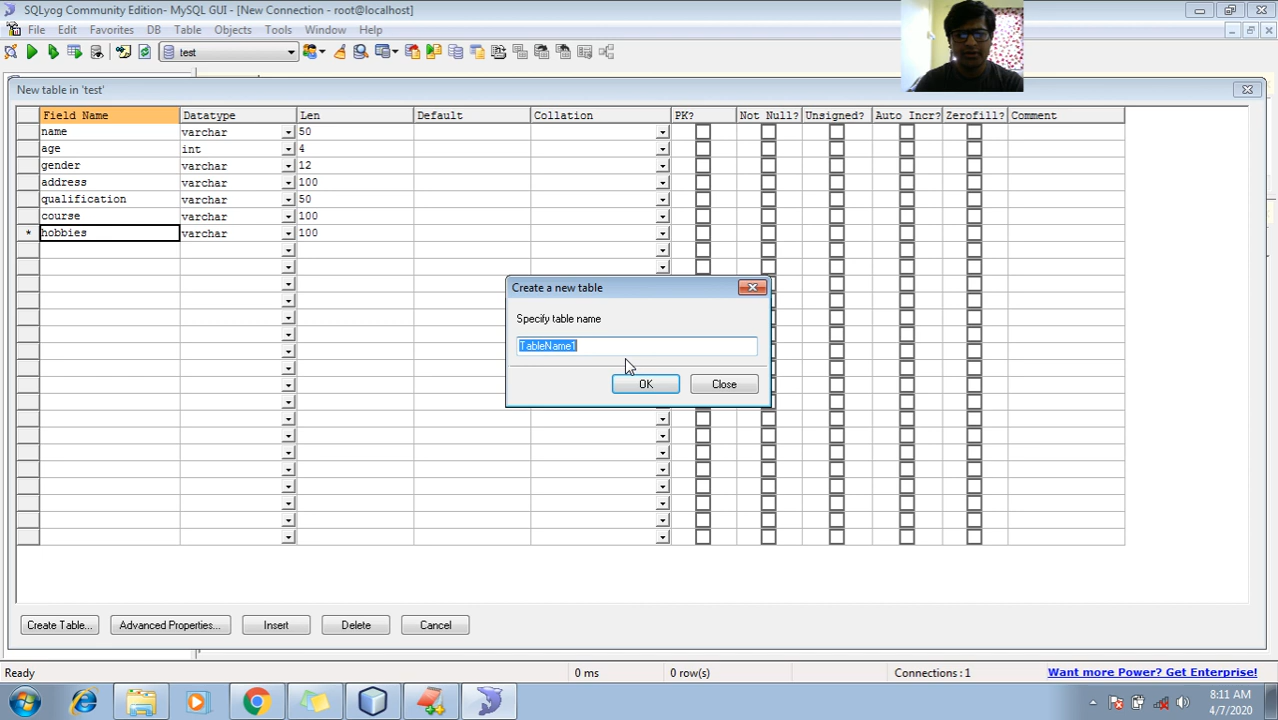 SQLyog Community Edition- MySQL GUI - [New Connection - root@localhost]
File Edit Favorites DB Table Objects Tools Window Help
test
New table in 'test'
Field Name Datatype Len Default Collation PK? Not Null? Unsigned? Auto Incr? Zerofill? Comment
name varchar 50
age int 4
gender varchar 12
address varchar 100
qualification varchar 50
course varchar 100
* hobbies varchar 100
Create a new table
Specify table name
TableName1
OK Close
Create Table... Advanced Properties... Insert Delete Cancel
Ready 0 ms 0 row(s) Connections : 1 Want more Power? Get Enterprise!
8:11 AM
4/7/2020